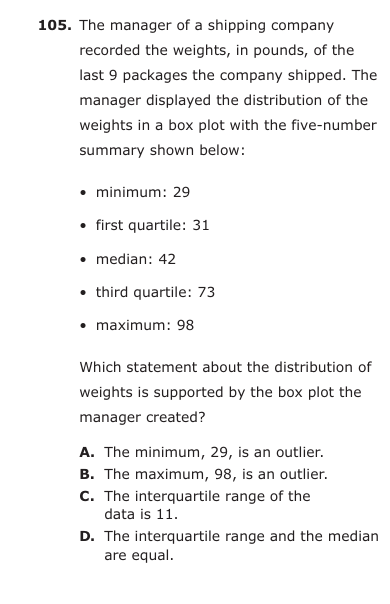 105. The manager of a shipping company
recorded the weights, in pounds, of the
last 9 packages the company shipped. The
manager displayed the distribution of the
weights in a box plot with the five-number
summary shown below:
• minimum: 29
• first quartile: 31
• median: 42
• third quartile: 73
• maximum: 98
Which statement about the distribution of
weights is supported by the box plot the
manager created?
A. The minimum, 29, is an outlier.
B. The maximum, 98, is an outlier.
C. The interquartile range of the
data is 11.
D. The interquartile range and the median
are equal.